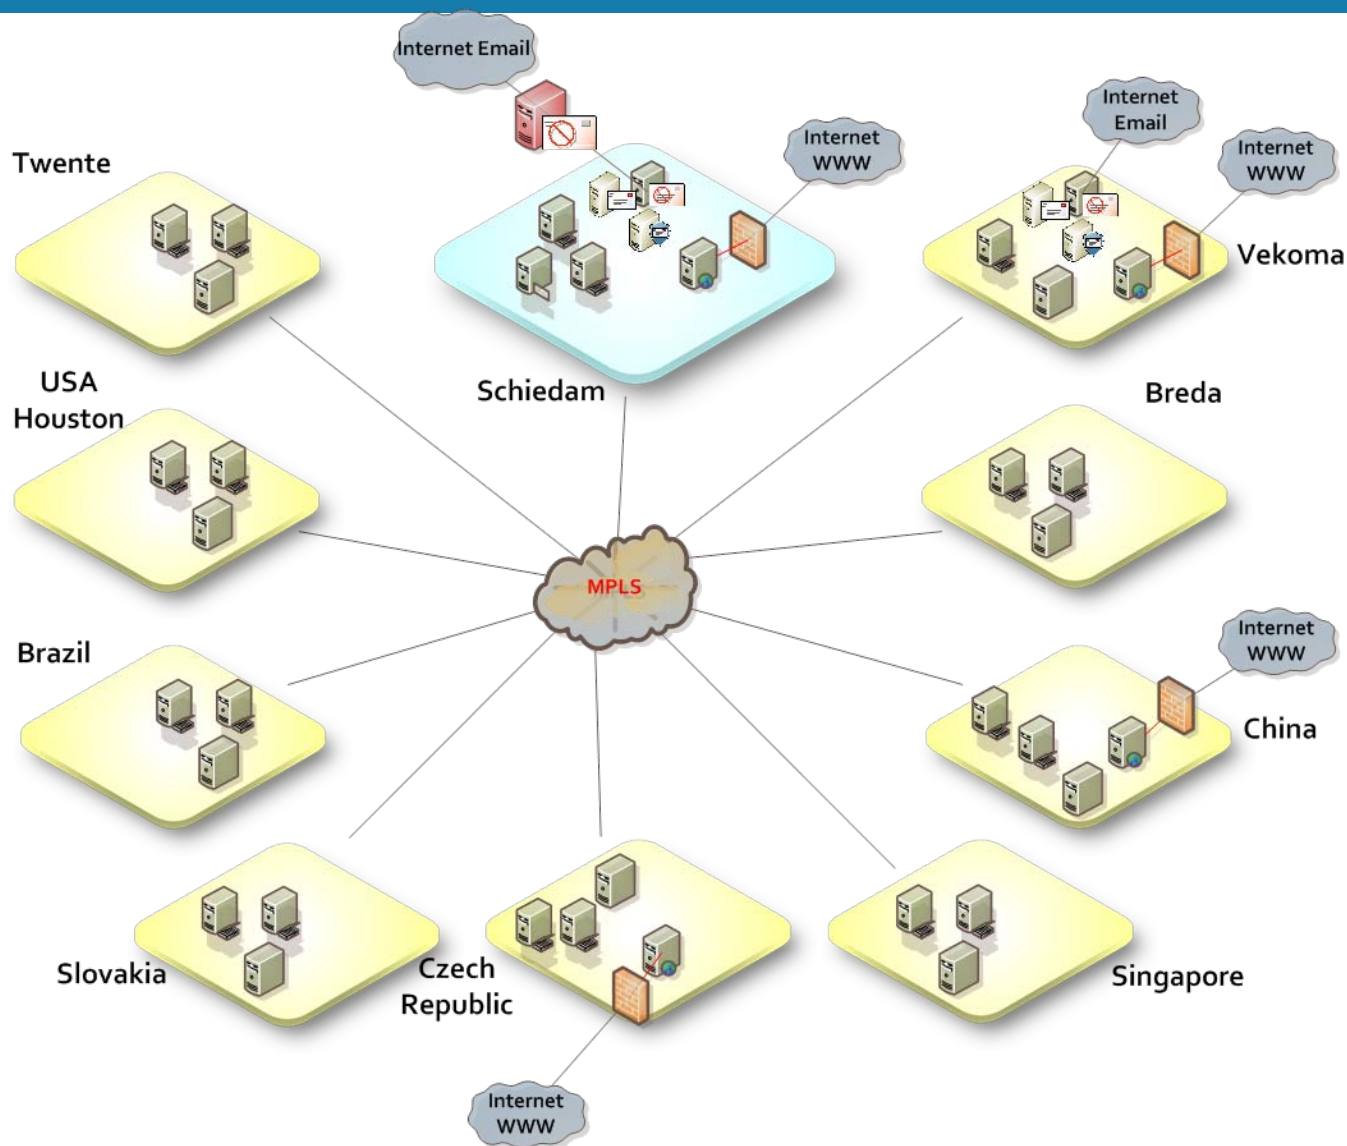 Internet Email
Internet
WWW
Internet
Email
Internet
WWW
Twente
Vekoma
USA
Houston
Schiedam
Breda
MPLS
Brazil
Internet
WWW
China
Slovakia
Czech
Republic
Singapore
Internet
WWW